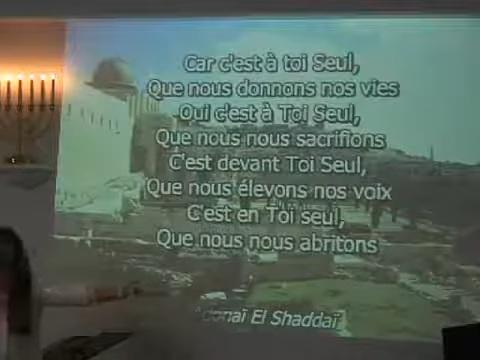 Car c'est à toi Seul,
Que nous donnons nos vies
Oui c'est à Toi Seul,
Que nous nous sacrifions
C'est devant Toi Seul,
Que nous élevons nos voix
C'est en Toi seul,
Que nous nous abritons
Adonaï El Shaddaï